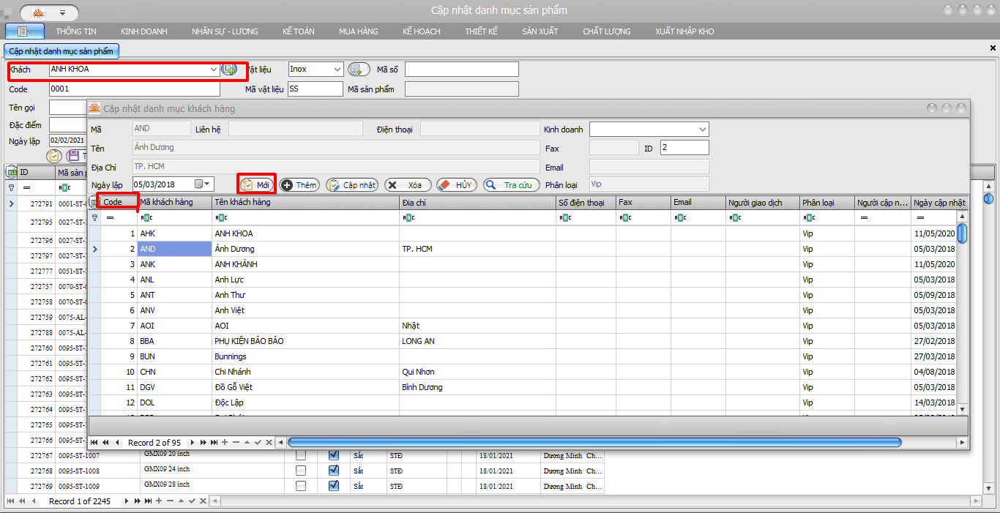 Cập nhật danh mục sản phẩm
THÔNG TIN KINH DOANH NHÂN SỰ - LƯƠNG KẾ TOÁN MUA HÀNG KẾ HOẠCH THIẾT KẾ SẢN XUẤT CHẤT LƯỢNG XUẤT NHẬP KHO
Cập nhật danh mục sản phẩm
Khách ANH KHOA Vật liệu Inox Mã số
Code 0001 Mã vật liệu SS Mã sản phẩm
Tên gọi
Đặc điểm
Ngày lập 02/02/2021
ID Mã sản
272791 0001-ST-
272795 0027-ST-
272796 0027-ST-
272797 0027-ST-
272777 0051-ST-
272757 0070-ST-
272758 0070-ST-
272759 0075-AL-
272788 0075-AL-
272760 0095-ST-
272761 0095-ST-
272762 0095-ST-
272763 0095-ST-
272764 0095-ST-
272765 0095-ST-
272766 0095-ST-
Cập nhật danh mục khách hàng
Mã AND Liên hệ Điện thoại Kinh doanh
Tên Ánh Dương Fax ID 2
Địa Chỉ TP. HCM Email
Ngày lập 05/03/2018 Mới Thêm Cập nhật Xóa HỦY Tra cứu Phân loại Vip
Code Mã khách hàng Tên khách hàng Địa chỉ Số điện thoại Fax Email Người giao dịch Phân loại Người cập n... Ngày cập nhật
1 AHK ANH KHOA Vip 11/05/2020
2 AND Ánh Dương TP. HCM Vip 05/03/2018
3 ANK ANH KHÁNH Vip 11/05/2020
4 ANL Anh Lực Vip 05/03/2018
5 ANT Anh Thư Vip 05/09/2018
6 ANV Anh Việt Vip 05/03/2018
7 AOI AOI Nhật Vip 05/03/2018
8 BBA PHỤ KIỆN BẢO BẢO LONG AN Vip 27/02/2018
9 BUN Bunnings Vip 27/03/2018
10 CHN Chi Nhánh Qui Nhơn Vip 04/08/2018
11 DGV Đồ Gỗ Việt Bình Dương Vip 05/03/2018
12 DOL Độc Lập Vip 14/03/2018
Record 2 of 95
272767 0095-ST-1007 GMX09 20 inch Sắt STĐ 18/01/2021 Dương Minh Ch...
272768 0095-ST-1008 GMX09 24 inch Sắt STĐ 18/01/2021 Dương Minh Ch...
272769 0095-ST-1009 GMX09 28 inch Sắt STĐ 18/01/2021 Dương Minh Ch...
Record 1 of 2245